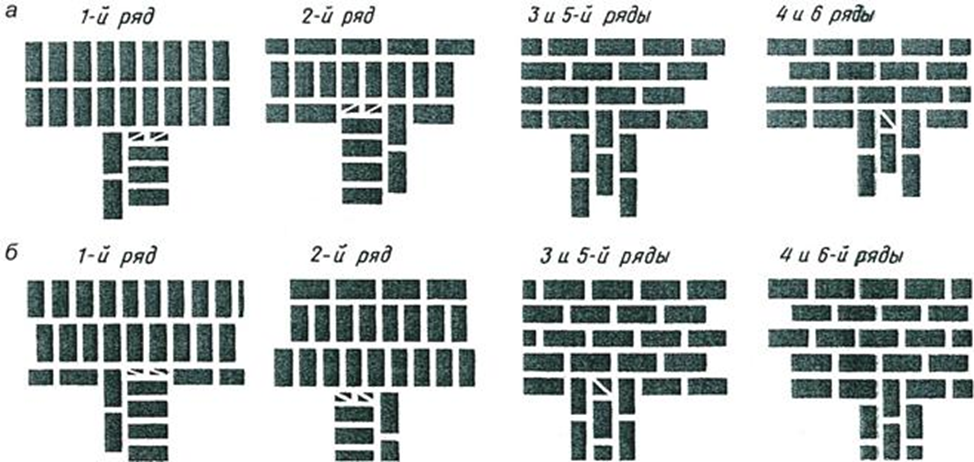 а
1-й ряд
2-й ряд
3 и 5-й ряды
4 и 6 ряды
б
1-й ряд
2-й ряд
3 и 5-й ряды
4 и 6-й ряды